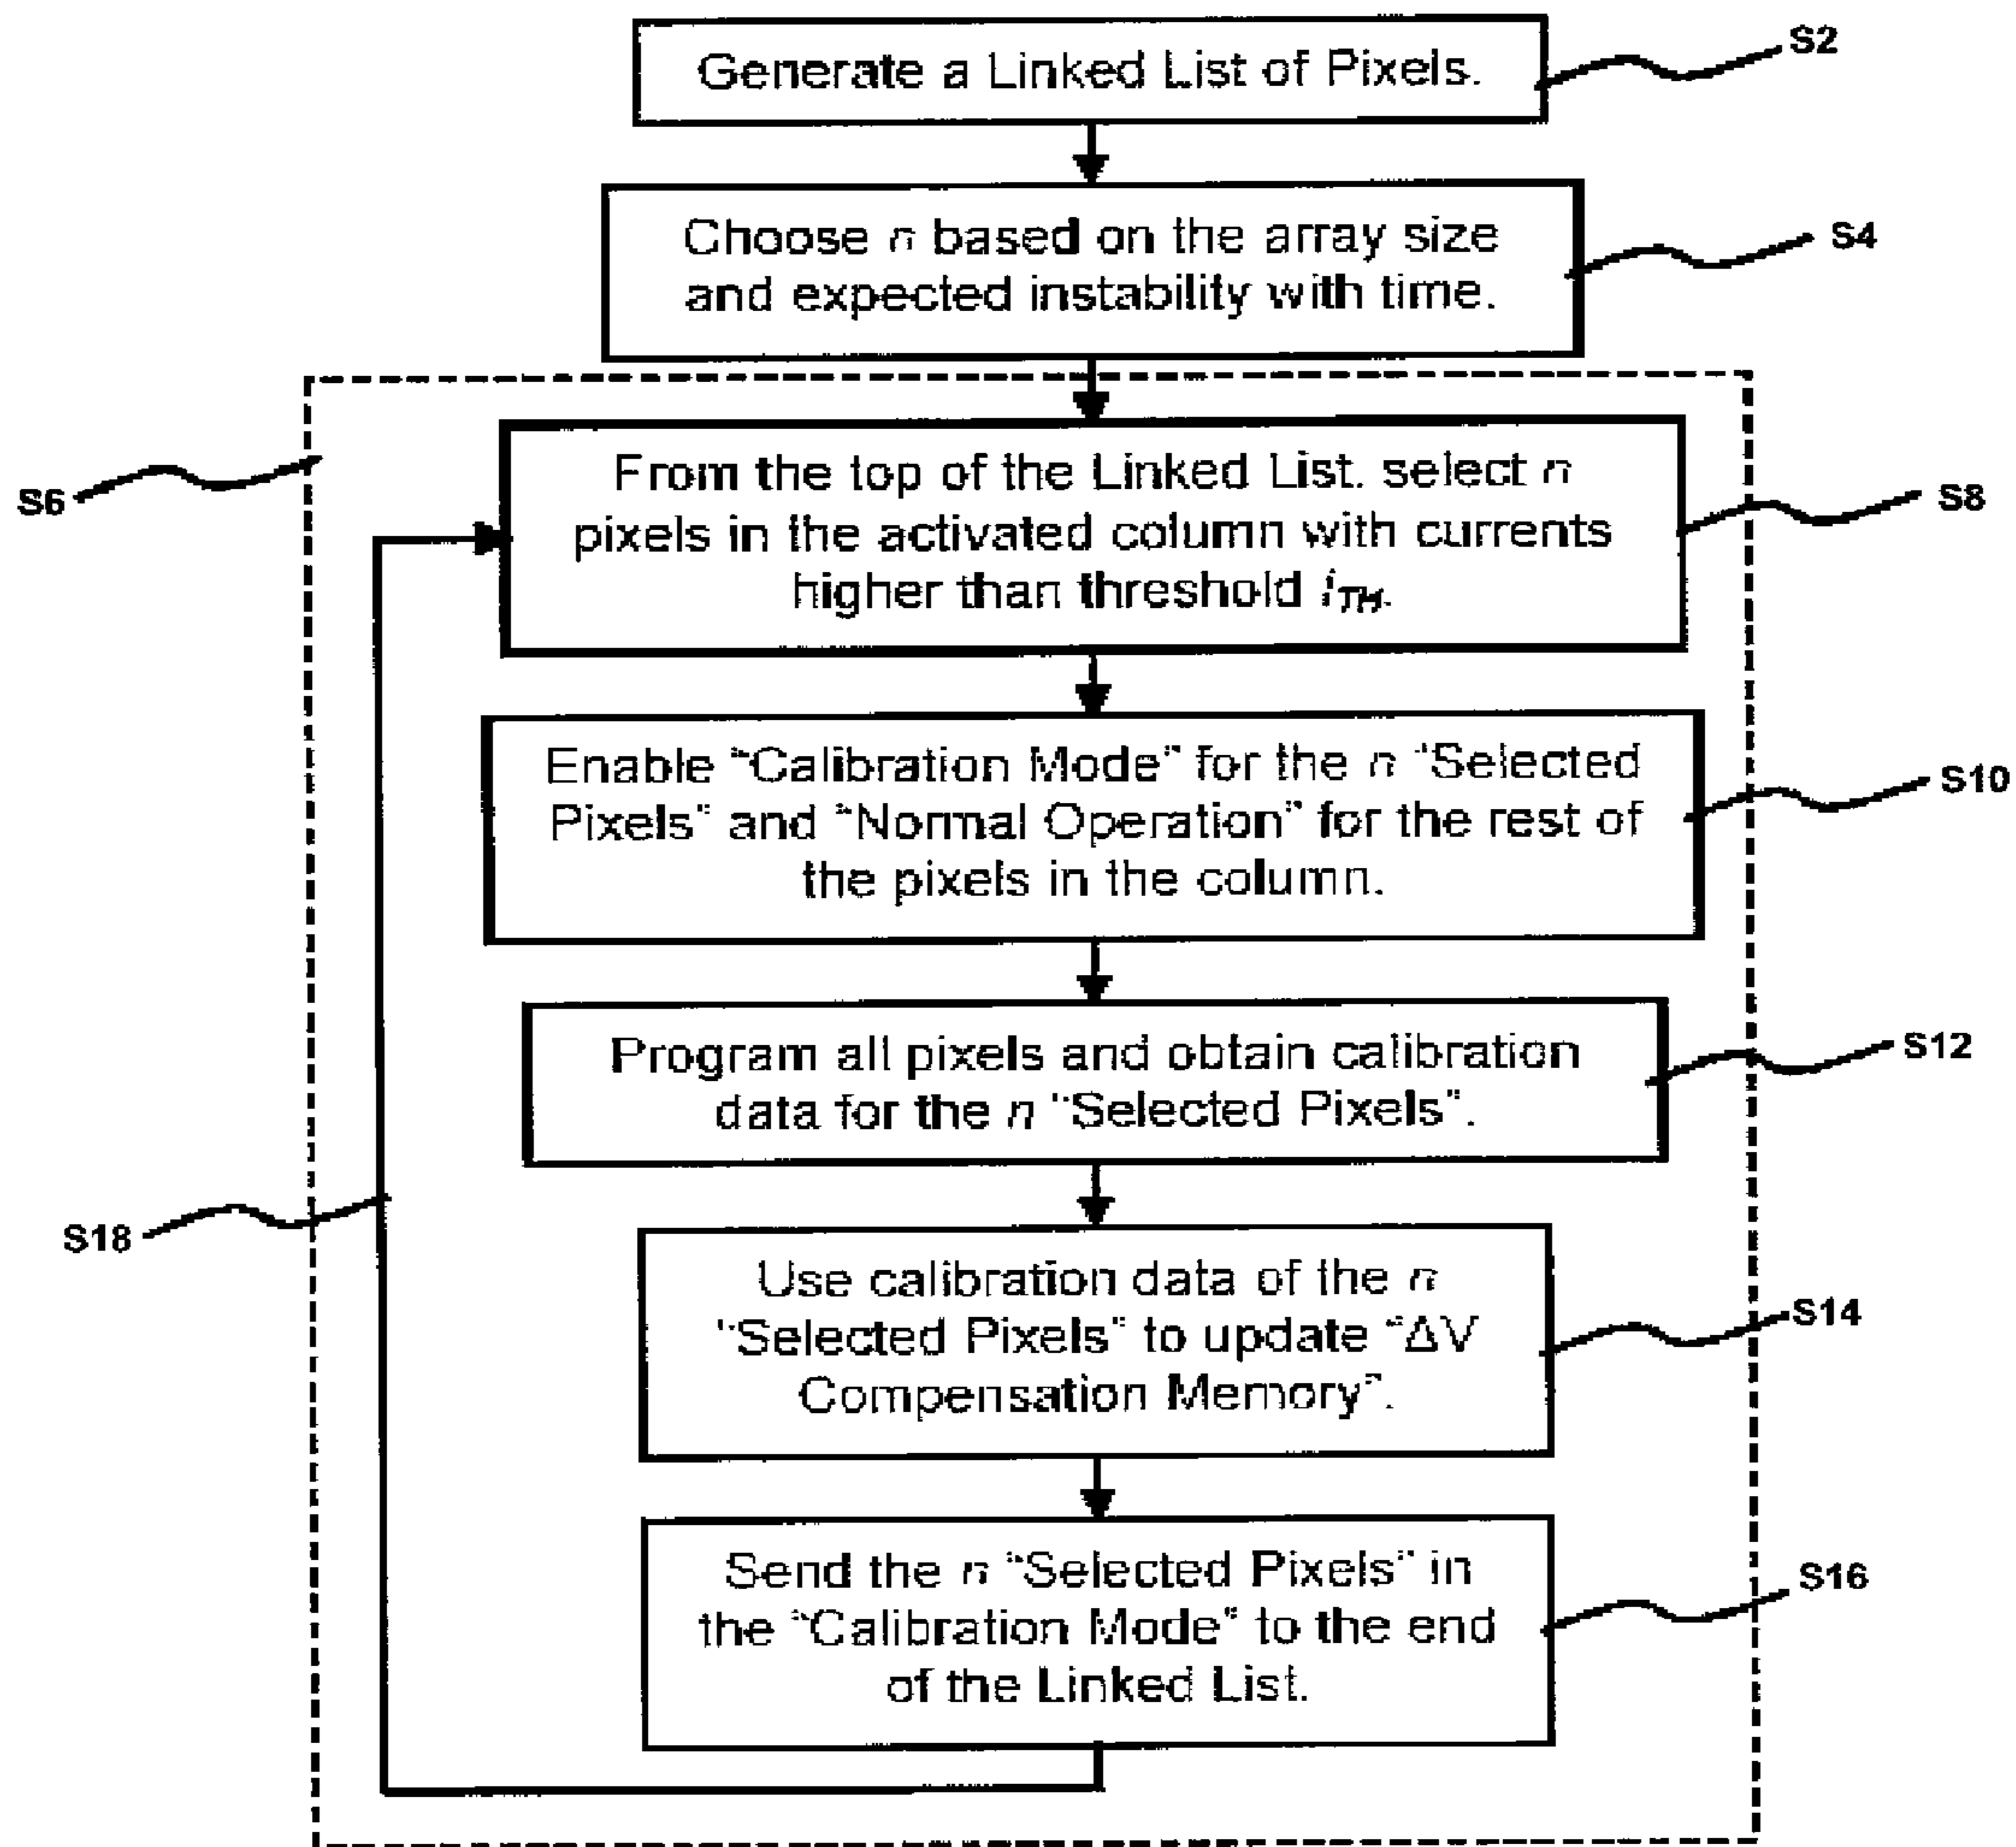 Generate a Linked List of Pixels.
S2
Choose n based on the array size
and expected instability with time.
S4
S6
From the top of the Linked List. select n
pixels in the activated column with currents
higher than threshold iTH.
S8
Enable "Calibration Mode" for the n "Selected
Pixels" and "Normal Operation" for the rest of
the pixels in the column.
S10
Program all pixels and obtain calibration
data for the n "Selected Pixels".
S12
S18
Use calibration data of the n
"Selected Pixels" to update "ΔV
Compensation Memory".
S14
Send the n "Selected Pixels" in
the "Calibration Mode" to the end
of the Linked List.
S16